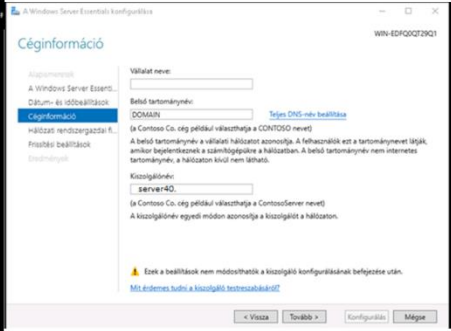 A Windows Server Essentials konfigurálása
WIN-EDFQ0QT29Q1
Céginformáció
Alapismeretek
A Windows Server Essenti...
Dátum- és időbeállítások
Céginformáció
Hálózati rendszergazdai fi...
Frissítési beállítások
Eredmények
Vállalat neve:
Belső tartománynév:
DOMAIN
Teljes DNS-név beállítása
(a Contoso Co. cég például választhatja a CONTOSO nevet)
A belső tartománynév a vállalati hálózatot azonosítja. A felhasználók ezt a tartománynevet látják,
amikor bejelentkeznek a számítógépükre a hálózatban. A belső tartománynév nem internetes
tartománynév, a hálózaton kívül nem látható.
Kiszolgálónév:
server40.
(a Contoso Co. cég például választhatja a ContosoServer nevet)
A kiszolgálónév egyedi módon azonosítja a kiszolgálót a hálózaton.
Ezek a beállítások nem módosíthatók a kiszolgáló konfigurálásának befejezése után.
Mit érdemes tudni a kiszolgáló testreszabásáról?
< Vissza
Tovább >
Konfigurálás
Mégse